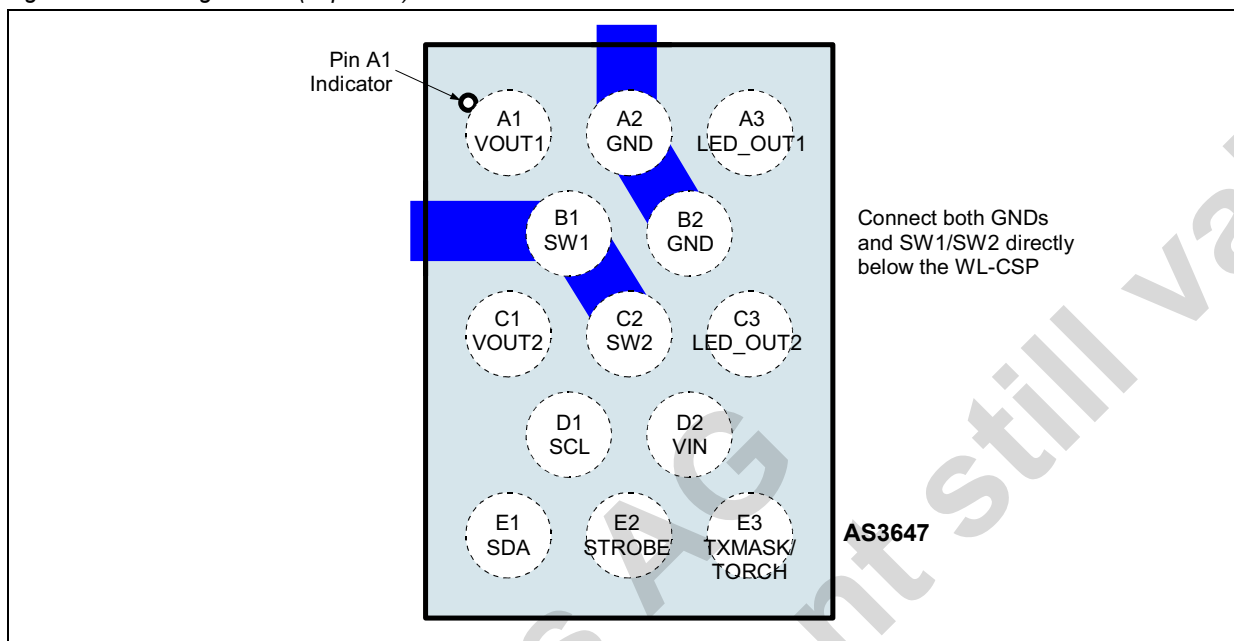 Pin A1
Indicator
A1
VOUT1
A2
GND
A3
LED_OUT1
B1
SW1
B2
GND
Connect both GNDs
and SW1/SW2 directly
below the WL-CSP
C1
VOUT2
C2
SW2
C3
LED_OUT2
D1
SCL
D2
VIN
E1
SDA
E2
STROBE
E3
TXMASK/
TORCH
AS3647
AG
still